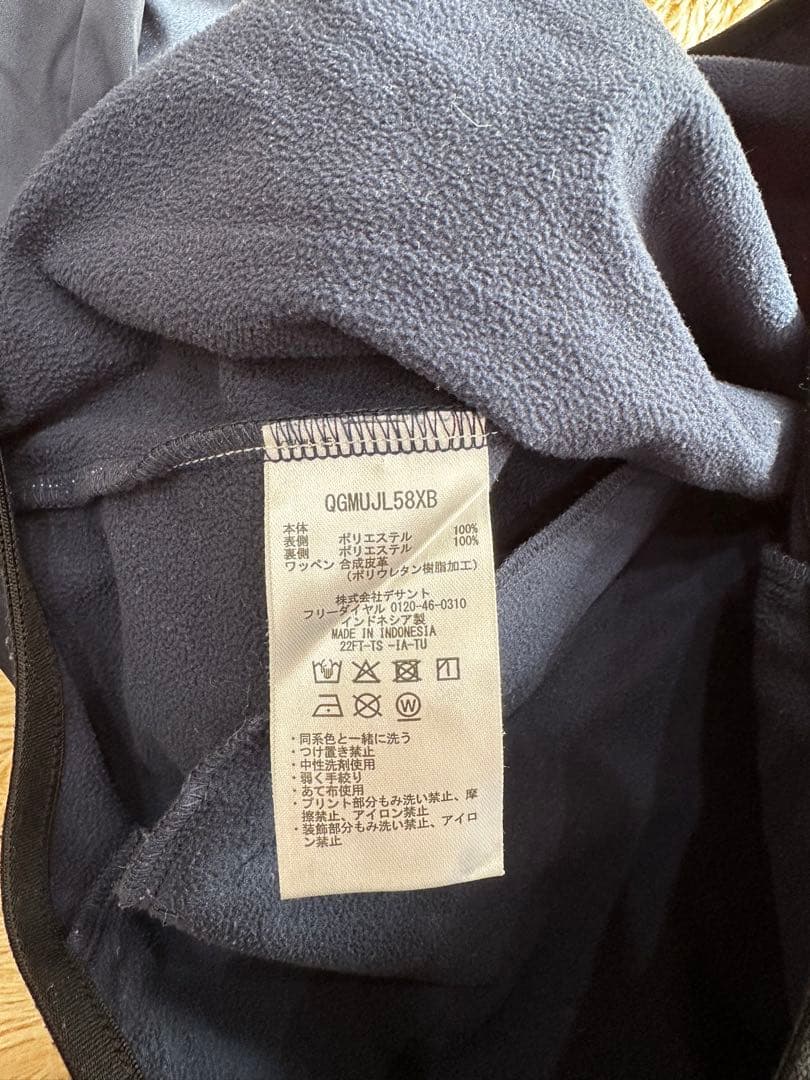 QGMUJL58XB
本体
表側 ポリエステル 100%
裏側 ポリエステル 100%
ワッペン 合成皮革
(ポリウレタン樹脂加工)
株式会社デサント
フリーダイヤル 0120-46-0310
インドネシア製
MADE IN INDONESIA
22FT-TS -IA-TU
W
・同系色と一緒に洗う
・つけ置き禁止
・中性洗剤使用
・弱く手絞り
・あて布使用
・プリント部分もみ洗い禁止、摩
擦禁止、アイロン禁止
・装飾部分もみ洗い禁止、アイロ
ン禁止